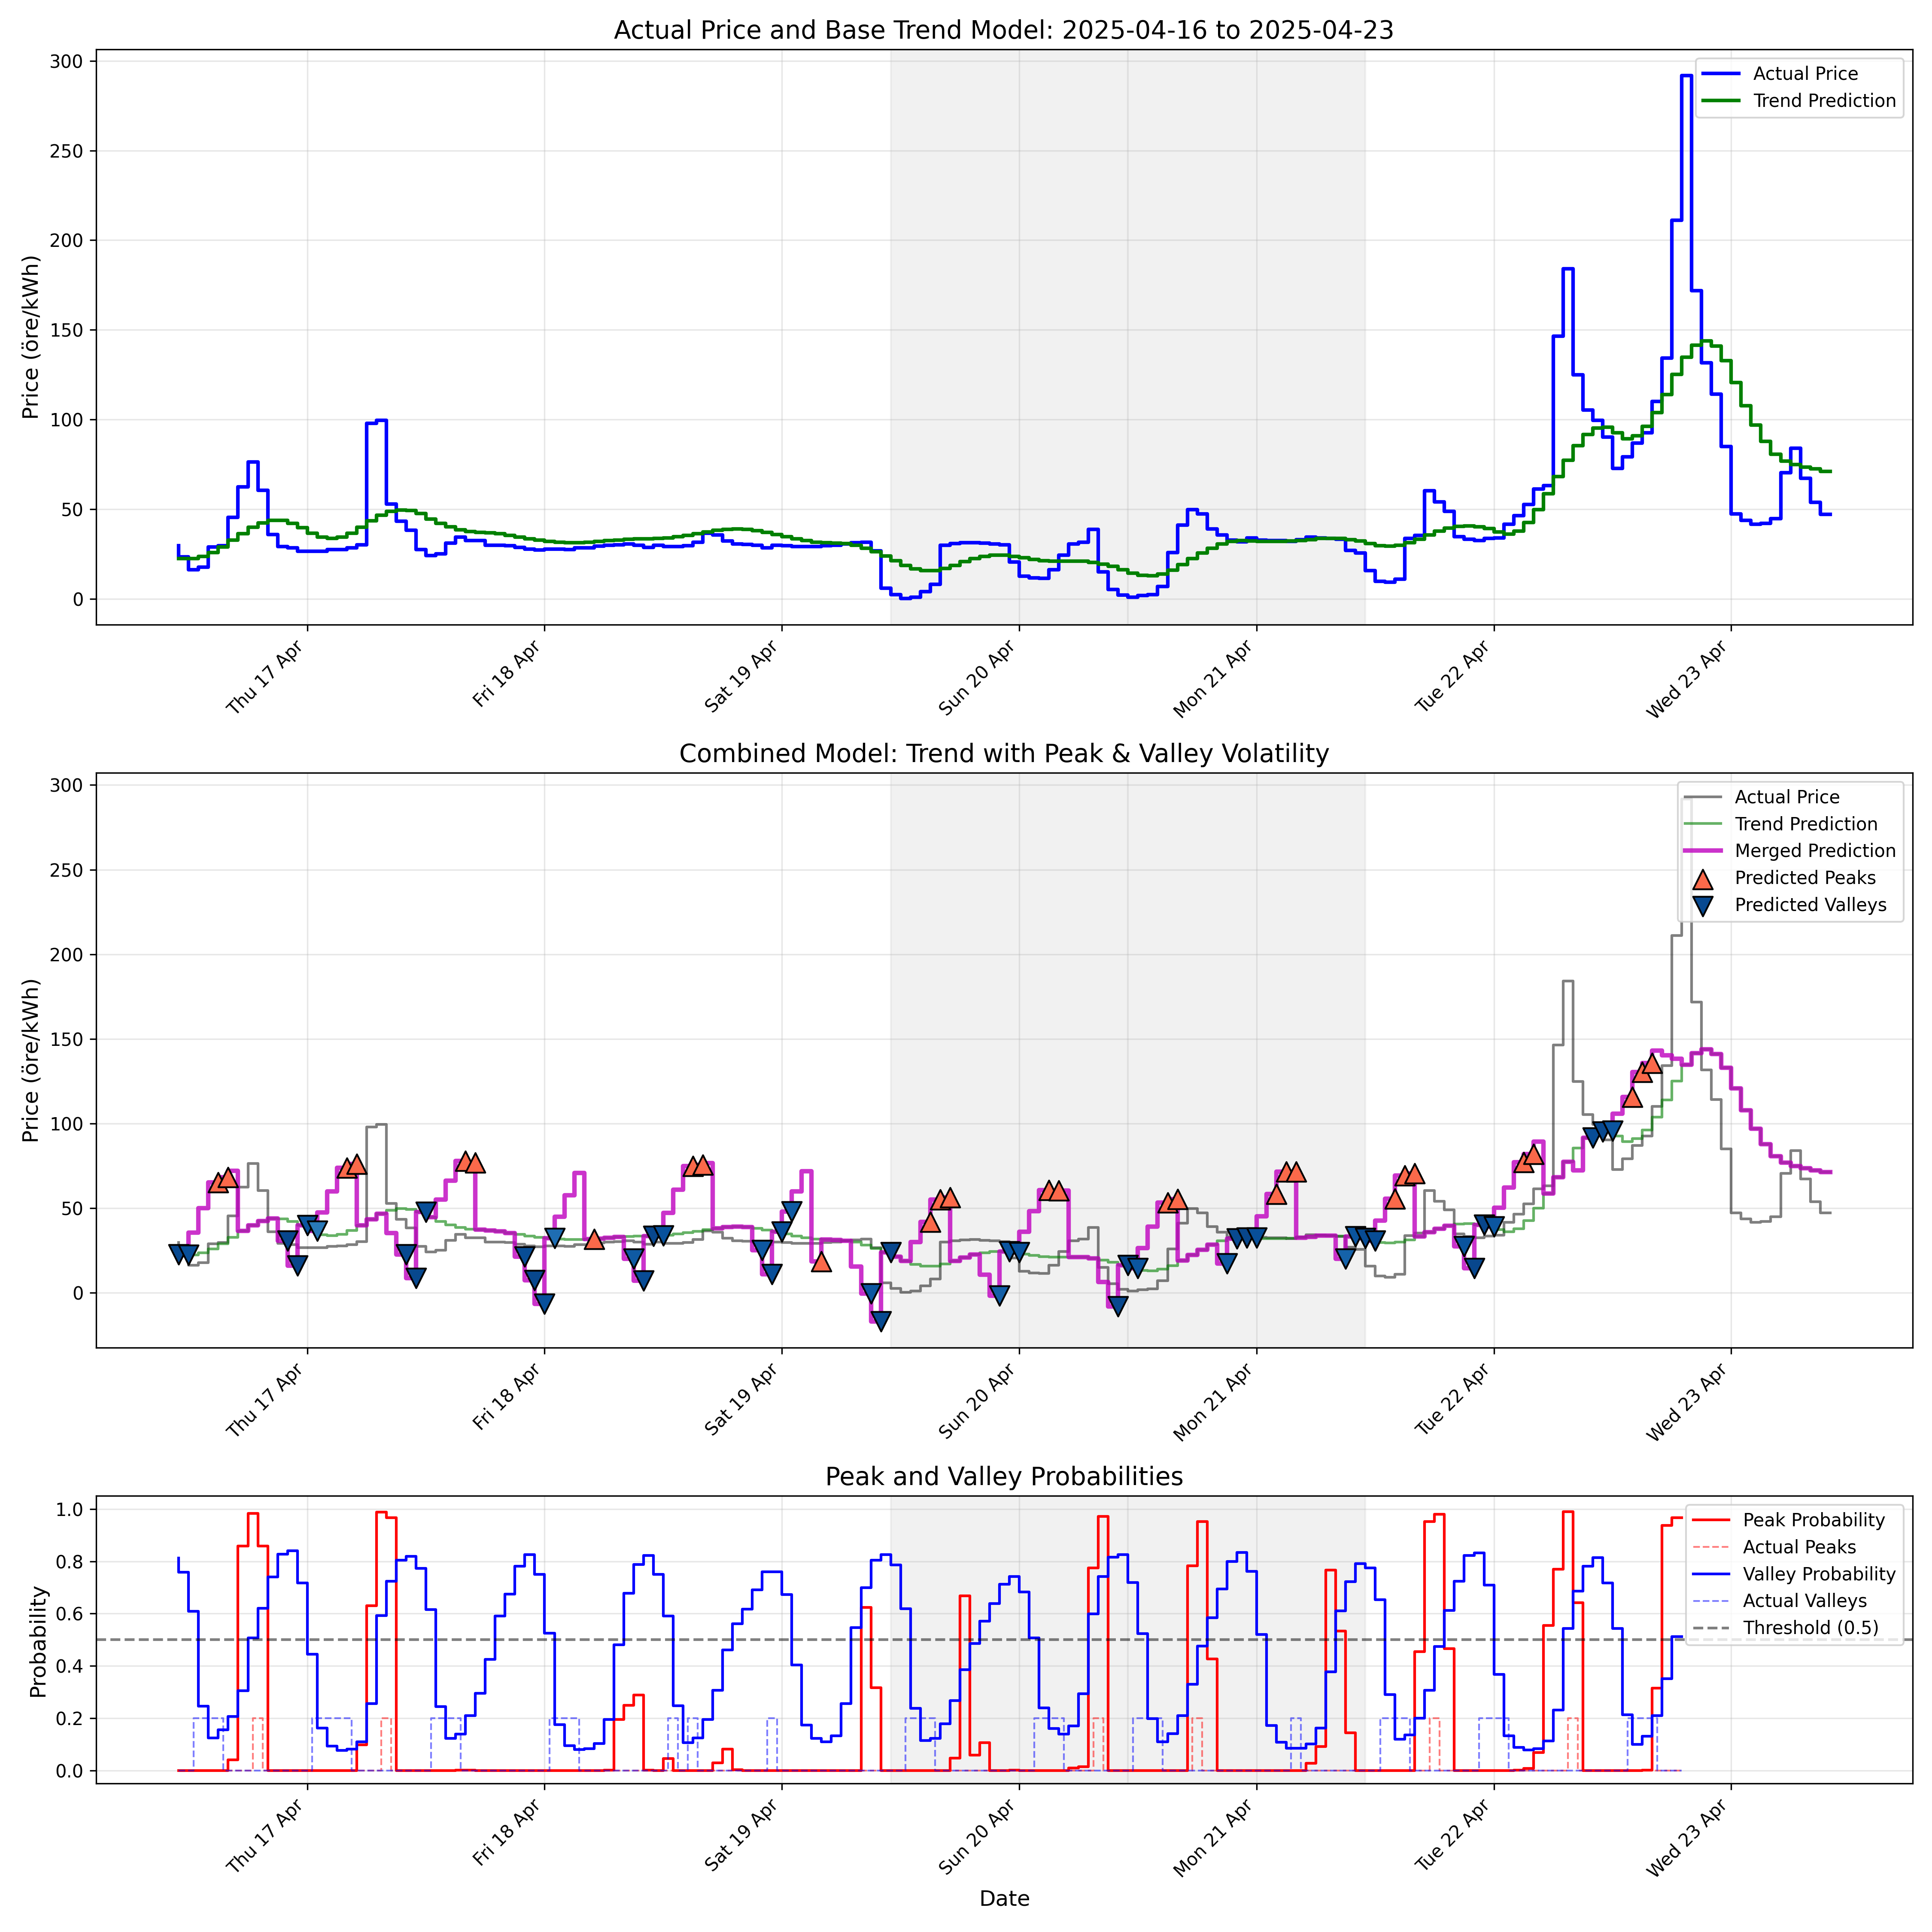 Actual Price and Base Trend Model: 2025-04-16 to 2025-04-23
300
250
200
150
100
50
0
Price (öre/kWh)
Actual Price
Trend Prediction
Thu 17 Apr
Fri 18 Apr
Sat 19 Apr
Sun 20 Apr
Mon 21 Apr
Tue 22 Apr
Wed 23 Apr
Combined Model: Trend with Peak & Valley Volatility
300
250
200
150
100
50
0
Price (öre/kWh)
Actual Price
Trend Prediction
Merged Prediction
Predicted Peaks
Predicted Valleys
Thu 17 Apr
Fri 18 Apr
Sat 19 Apr
Sun 20 Apr
Mon 21 Apr
Tue 22 Apr
Wed 23 Apr
Peak and Valley Probabilities
1.0
0.8
0.6
0.4
0.2
0.0
Probability
Peak Probability
Actual Peaks
Valley Probability
Actual Valleys
Threshold (0.5)
Thu 17 Apr
Fri 18 Apr
Sat 19 Apr
Sun 20 Apr
Mon 21 Apr
Tue 22 Apr
Wed 23 Apr
Date